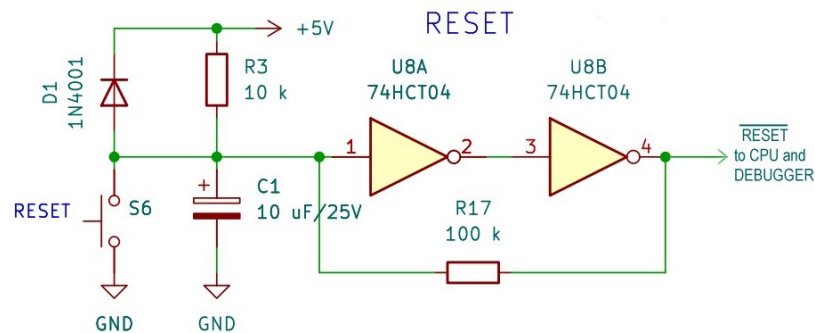 RESET
+5V
D1
1N4001
R3
10 k
U8A
74HCT04
U8B
74HCT04
1
2
3
4
RESET
to CPU and
DEBUGGER
RESET
S6
+
C1
10 uF/25V
R17
100 k
GND
GND